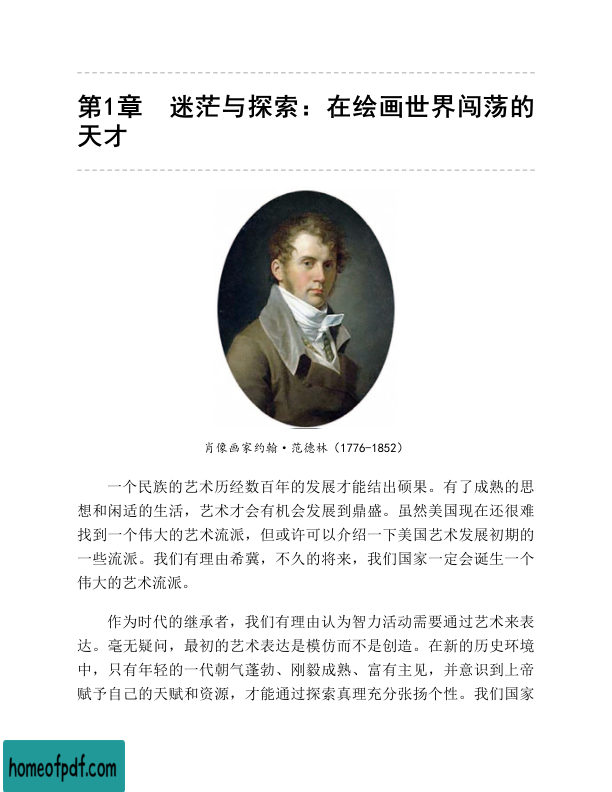 第1章　迷茫与探索：在绘画世界闯荡的
天才
肖像画家约翰·范德林（1776-1852）
一个民族的艺术历经数百年的发展才能结出硕果。有了成熟的思
想和闲适的生活，艺术才会有机会发展到鼎盛。虽然美国现在还很难
找到一个伟大的艺术流派，但或许可以介绍一下美国艺术发展初期的
一些流派。我们有理由希冀，不久的将来，我们国家一定会诞生一个
伟大的艺术流派。
作为时代的继承者，我们有理由认为智力活动需要通过艺术来表
达。毫无疑问，最初的艺术表达是模仿而不是创造。在新的历史环境
中，只有年轻的一代朝气蓬勃、刚毅成熟、富有主见，并意识到上帝
赋予自己的天赋和资源，才能通过探索真理充分张扬个性。我们国家
homeofpdf.com